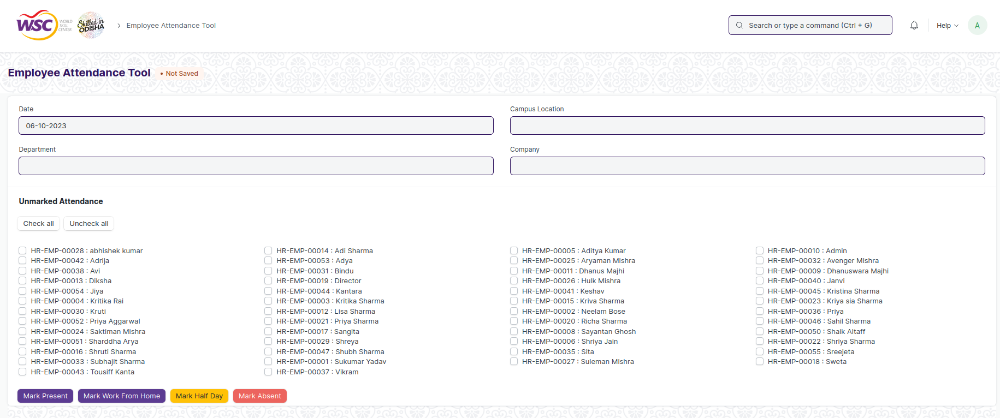 WSC WORLD SKILL CENTER
Skilled in ODISHA
Employee Attendance Tool
Search or type a command (Ctrl + G)
Help
A
Employee Attendance Tool
• Not Saved
Date
Campus Location
06-10-2023
Department
Company
Unmarked Attendance
Check all
Uncheck all
HR-EMP-00028 : abhishek kumar
HR-EMP-00014 : Adi Sharma
HR-EMP-00005 : Aditya Kumar
HR-EMP-00010 : Admin
HR-EMP-00042 : Adrija
HR-EMP-00053 : Adya
HR-EMP-00025 : Aryaman Mishra
HR-EMP-00032 : Avenger Mishra
HR-EMP-00038 : Avi
HR-EMP-00031 : Bindu
HR-EMP-00011 : Dhanus Majhi
HR-EMP-00009 : Dhanuswara Majhi
HR-EMP-00013 : Diksha
HR-EMP-00019 : Director
HR-EMP-00026 : Hulk Mishra
HR-EMP-00040 : Janvi
HR-EMP-00054 : Jiya
HR-EMP-00044 : Kantara
HR-EMP-00041 : Keshav
HR-EMP-00045 : Kristina Sharma
HR-EMP-00004 : Kritika Rai
HR-EMP-00003 : Kritika Sharma
HR-EMP-00015 : Kriva Sharma
HR-EMP-00023 : Kriya sia Sharma
HR-EMP-00030 : Kruti
HR-EMP-00012 : Lisa Sharma
HR-EMP-00002 : Neelam Bose
HR-EMP-00036 : Priya
HR-EMP-00052 : Priya Aggarwal
HR-EMP-00021 : Priya Sharma
HR-EMP-00020 : Richa Sharma
HR-EMP-00046 : Sahil Sharma
HR-EMP-00024 : Saktiman Mishra
HR-EMP-00017 : Sangita
HR-EMP-00008 : Sayantan Ghosh
HR-EMP-00050 : Shaik Altaff
HR-EMP-00051 : Sharddha Arya
HR-EMP-00029 : Shreya
HR-EMP-00006 : Shriya Jain
HR-EMP-00022 : Shriya Sharma
HR-EMP-00016 : Shruti Sharma
HR-EMP-00047 : Shubh Sharma
HR-EMP-00035 : Sita
HR-EMP-00055 : Sreejeta
HR-EMP-00033 : Subhajit Sharma
HR-EMP-00001 : Sukumar Yadav
HR-EMP-00027 : Suleman Mishra
HR-EMP-00018 : Sweta
HR-EMP-00043 : Tousiff Kanta
HR-EMP-00037 : Vikram
Mark Present
Mark Work From Home
Mark Half Day
Mark Absent